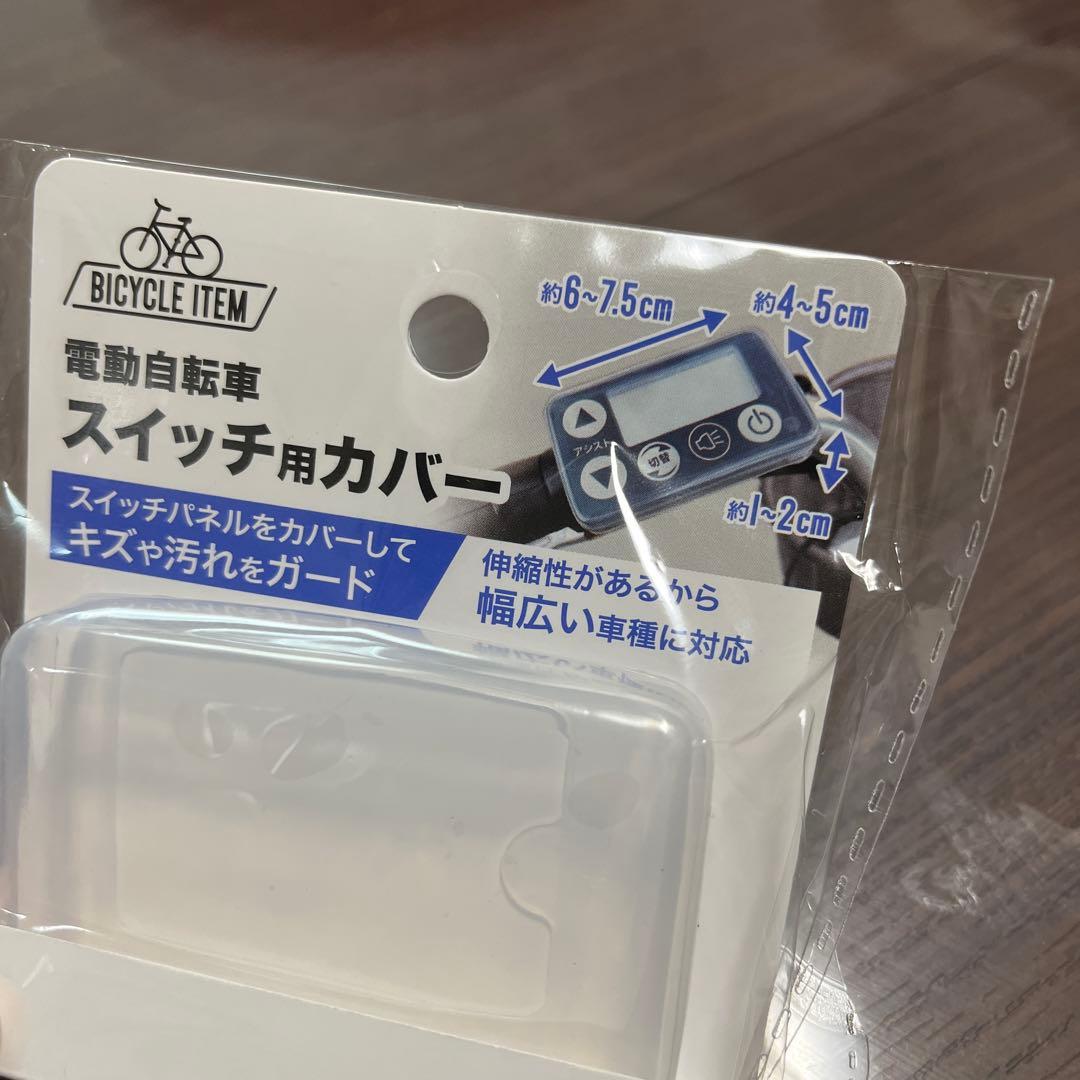 BICYCLE ITEM
電動自転車
スイッチ用カバー
スイッチパネルをカバーして
キズや汚れをガード
伸縮性があるから
幅広い車種に対応
約6~7.5cm
約4~5cm
約1~2cm
アシスト
切替